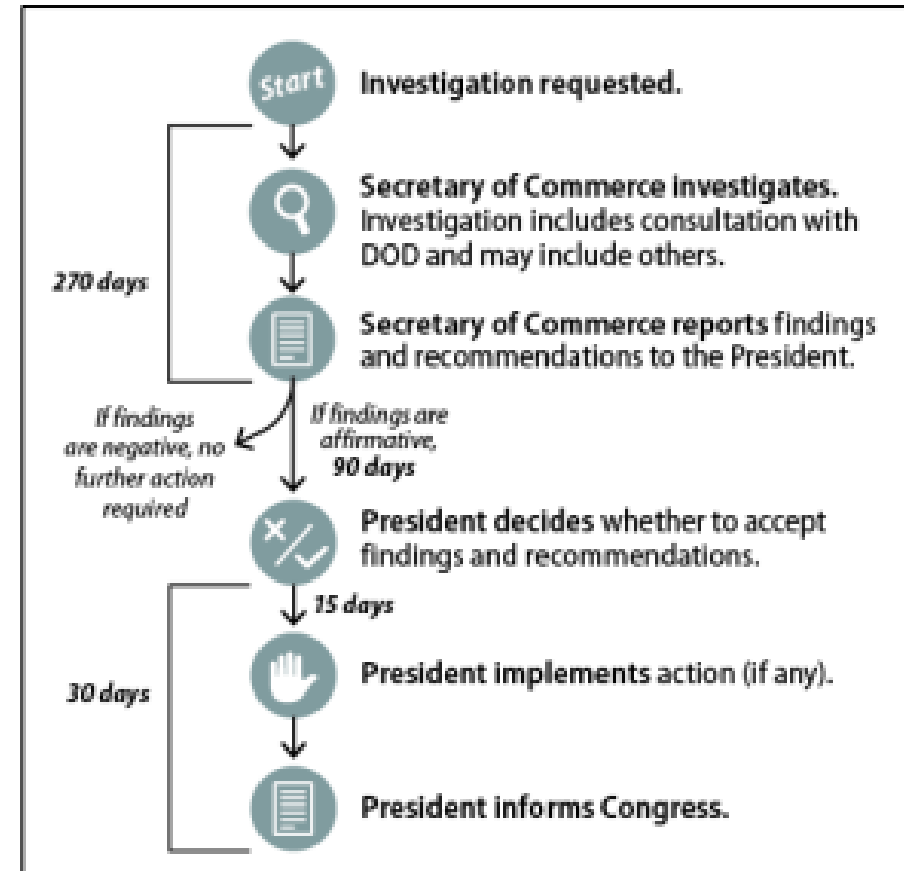 Start
Investigation requested.
Secretary of Commerce investigates.
Investigation includes consultation with
DOD and may include others.
270 days
Secretary of Commerce reports findings
and recommendations to the President.
If findings
are negative, no
further action
required
If findings are
affirmative,
90 days
President decides whether to accept
findings and recommendations.
15 days
30 days
President implements action (if any).
President informs Congress.